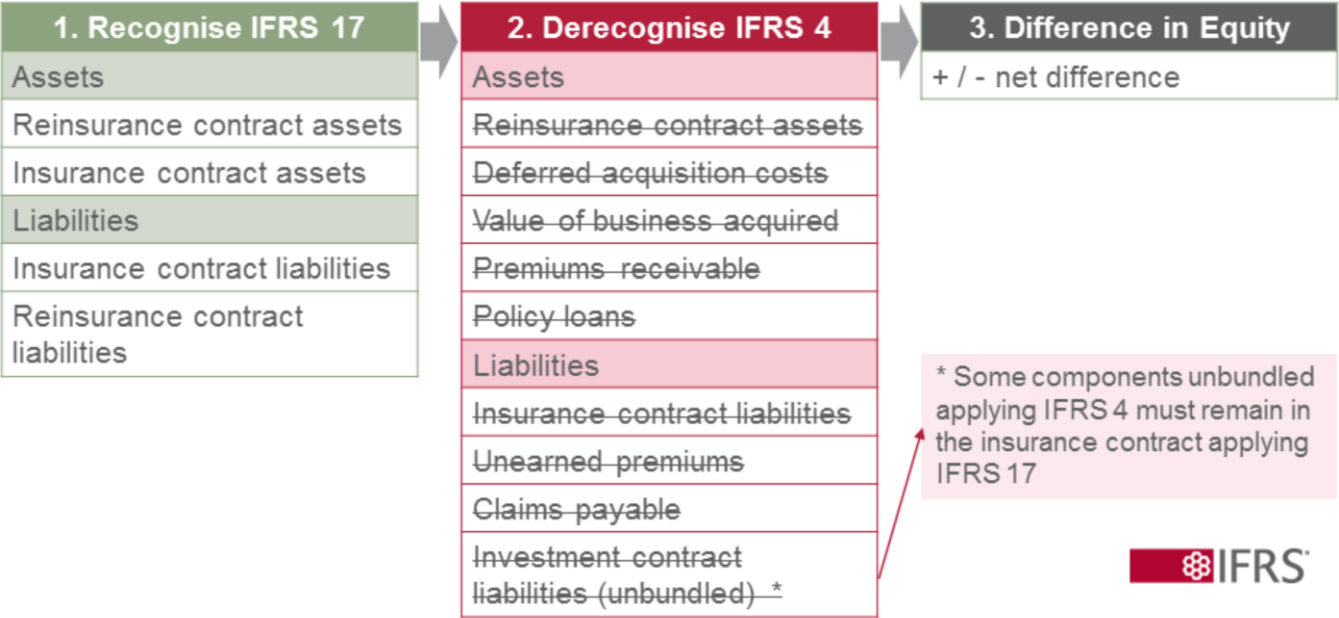 1. Recognise IFRS 17
Assets
Reinsurance contract assets
Insurance contract assets
Liabilities
Insurance contract liabilities
Reinsurance contract
liabilities
2. Derecognise IFRS 4
Assets
Reinsurance contract assets
Deferred acquisition costs
Value of business acquired
Premiums receivable
Policy loans
Liabilities
Insurance contract liabilities
Unearned premiums
Claims payable
Investment contract
liabilities (unbundled) *
3. Difference in Equity
+ / - net difference
* Some components unbundled
applying IFRS 4 must remain in
the insurance contract applying
IFRS 17
IFRS